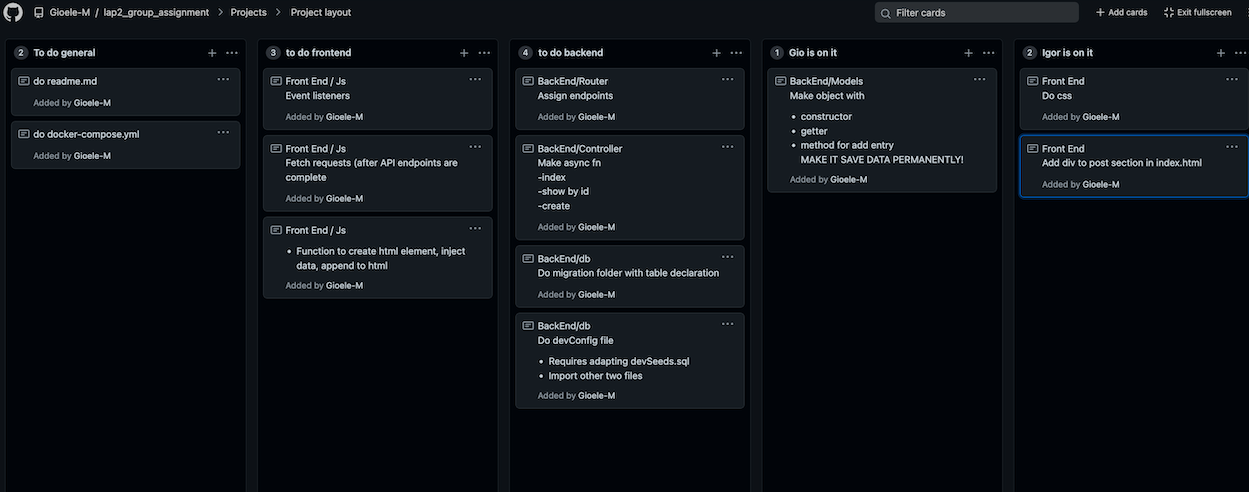 Gioele-M / lap2_group_assignment > Projects > Project layout
Filter cards
+ Add cards
Exit fullscreen
2 To do general
do readme.md
Added by Gioele-M
do docker-compose.yml
Added by Gioele-M
3 to do frontend
Front End / Js
Event listeners
Added by Gioele-M
Front End / Js
Fetch requests (after API endpoints are
complete
Added by Gioele-M
Front End / Js
• Function to create html element, inject
data, append to html
Added by Gioele-M
4 to do backend
BackEnd/Router
Assign endpoints
Added by Gioele-M
BackEnd/Controller
Make async fn
-index
-show by id
-create
Added by Gioele-M
BackEnd/db
Do migration folder with table declaration
Added by Gioele-M
BackEnd/db
Do devConfig file
• Requires adapting devSeeds.sql
• Import other two files
Added by Gioele-M
1 Gio is on it
BackEnd/Models
Make object with
• constructor
• getter
• method for add entry
MAKE IT SAVE DATA PERMANENTLY!
Added by Gioele-M
2 Igor is on it
Front End
Do css
Added by Gioele-M
Front End
Add div to post section in index.html
Added by Gioele-M